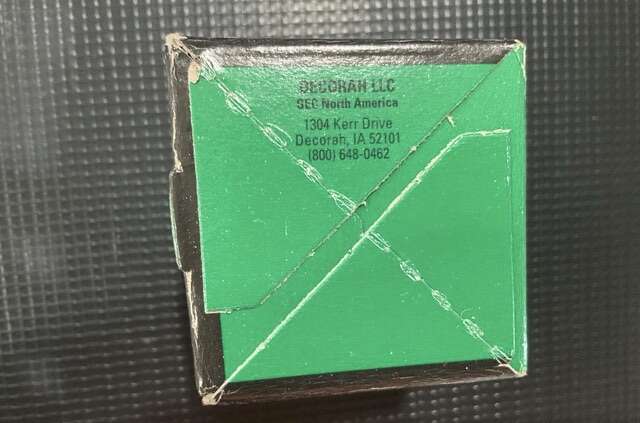 DECORAH LLC
SEC North America
1304 Kerr Drive
Decorah, IA 52101
(800) 648-0462